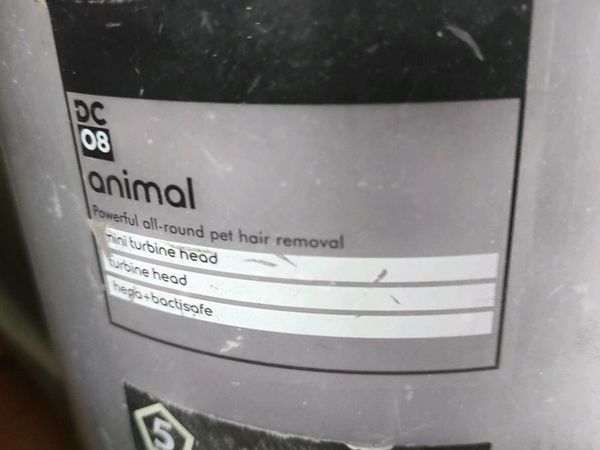 DC
08
animal
Powerful all-round pet hair removal
mini turbine head
turbine head
hepa+bactisafe
5